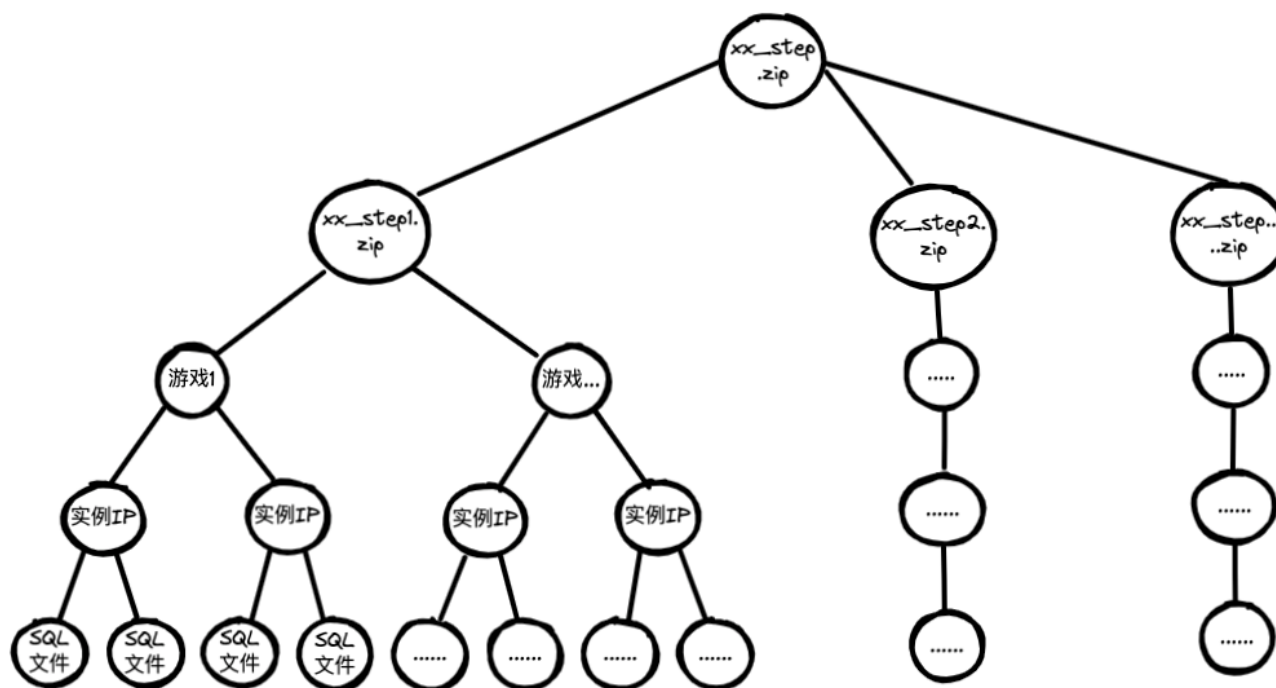 xx_step
.zip
xx_step1.
zip
xx_step2.
zip
xx_step..
..zip
游戏1
游戏...
.....
.....
实例IP
实例IP
实例IP
实例IP
......
......
SQL
文件
SQL
文件
SQL
文件
SQL
文件
......
......
......
......
......
......